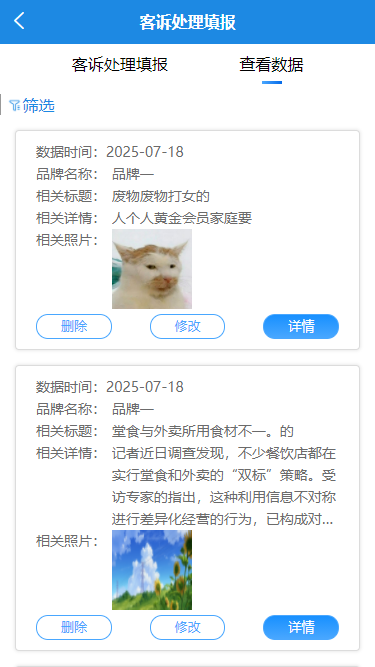 客诉处理填报
客诉处理填报 查看数据
筛选
数据时间：2025-07-18
品牌名称： 品牌一
相关标题： 废物废物打女的
相关详情： 人个人黄金会员家庭要
相关照片：
删除 修改 详情
数据时间：2025-07-18
品牌名称： 品牌一
相关标题： 堂食与外卖所用食材不一。的
相关详情： 记者近日调查发现，不少餐饮店都在
实行堂食和外卖的“双标”策略。受
访专家的指出，这种利用信息不对称
进行差异化经营的行为，已构成对...
相关照片：
删除 修改 详情